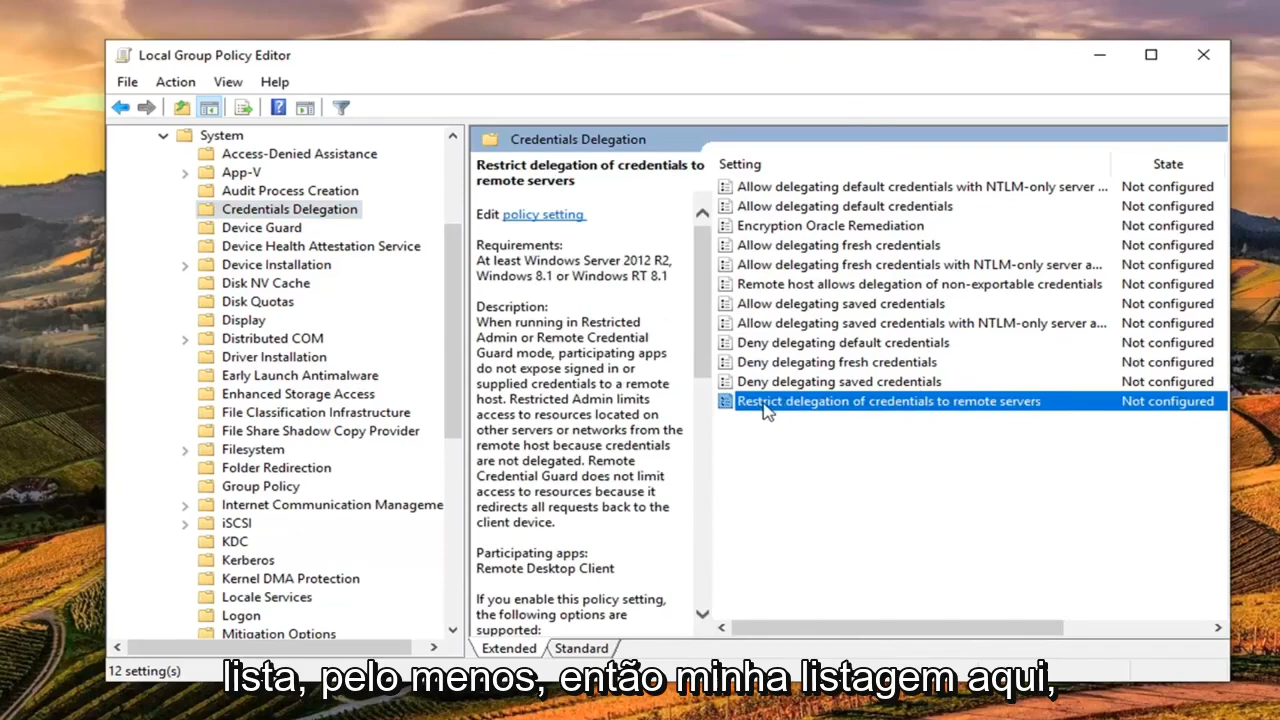 Local Group Policy Editor
File Action View Help
System
Access-Denied Assistance
App-V
Audit Process Creation
Credentials Delegation
Device Guard
Device Health Attestation Service
Device Installation
Disk NV Cache
Disk Quotas
Display
Distributed COM
Driver Installation
Early Launch Antimalware
Enhanced Storage Access
File Classification Infrastructure
File Share Shadow Copy Provider
Filesystem
Folder Redirection
Group Policy
Internet Communication Manageme
iSCSI
KDC
Kerberos
Kernel DMA Protection
Locale Services
Logon
Mitigation Options
Credentials Delegation
Restrict delegation of credentials to
remote servers
Edit policy setting
Requirements:
At least Windows Server 2012 R2,
Windows 8.1 or Windows RT 8.1
Description:
When running in Restricted
Admin or Remote Credential
Guard mode, participating apps
do not expose signed in or
supplied credentials to a remote
host. Restricted Admin limits
access to resources located on
other servers or networks from the
remote host because credentials
are not delegated. Remote
Credential Guard does not limit
access to resources because it
redirects all requests back to the
client device.
Participating apps:
Remote Desktop Client
If you enable this policy setting,
the following options are
supported:
Setting State
Allow delegating default credentials with NTLM-only server ... Not configured
Allow delegating default credentials Not configured
Encryption Oracle Remediation Not configured
Allow delegating fresh credentials Not configured
Allow delegating fresh credentials with NTLM-only server a... Not configured
Remote host allows delegation of non-exportable credentials Not configured
Allow delegating saved credentials Not configured
Allow delegating saved credentials with NTLM-only server a... Not configured
Deny delegating default credentials Not configured
Deny delegating fresh credentials Not configured
Deny delegating saved credentials Not configured
Restrict delegation of credentials to remote servers Not configured
Extended Standard
12 setting(s)
lista, pelo menos, então minha listagem aqui,